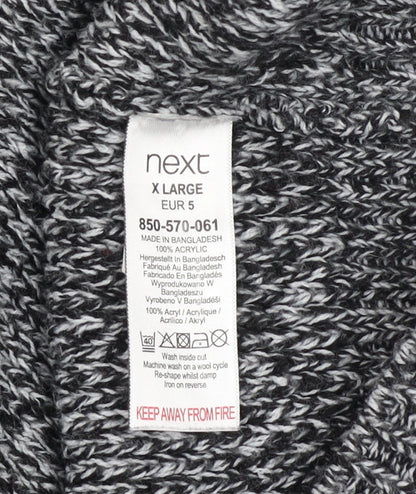 next
X LARGE
EUR 5
850-570-061
MADE IN BANGLADESH
100% ACRYLIC
Hergestellt In Bangladesch
Fabriqué Au Bangladesh
Fabricado En Bangladés
Wyprodukowano W
Bangladeszu
Vyrobeno V Bangladéši
100% Acryl / Acrylique /
Acrílico / Akryl
40
Wash inside out
Machine wash on a wool cycle
Re-shape whilst damp
Iron on reverse
KEEP AWAY FROM FIRE